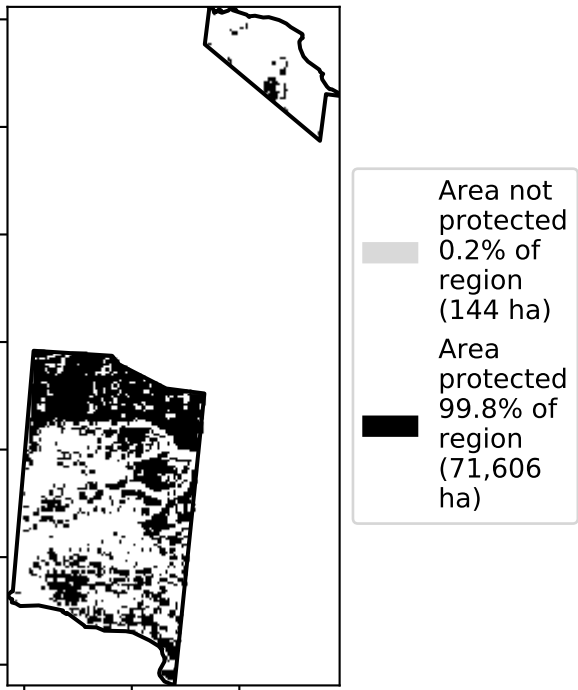 Area not
protected
0.2% of
region
(144 ha)
Area
protected
99.8% of
region
(71,606
ha)